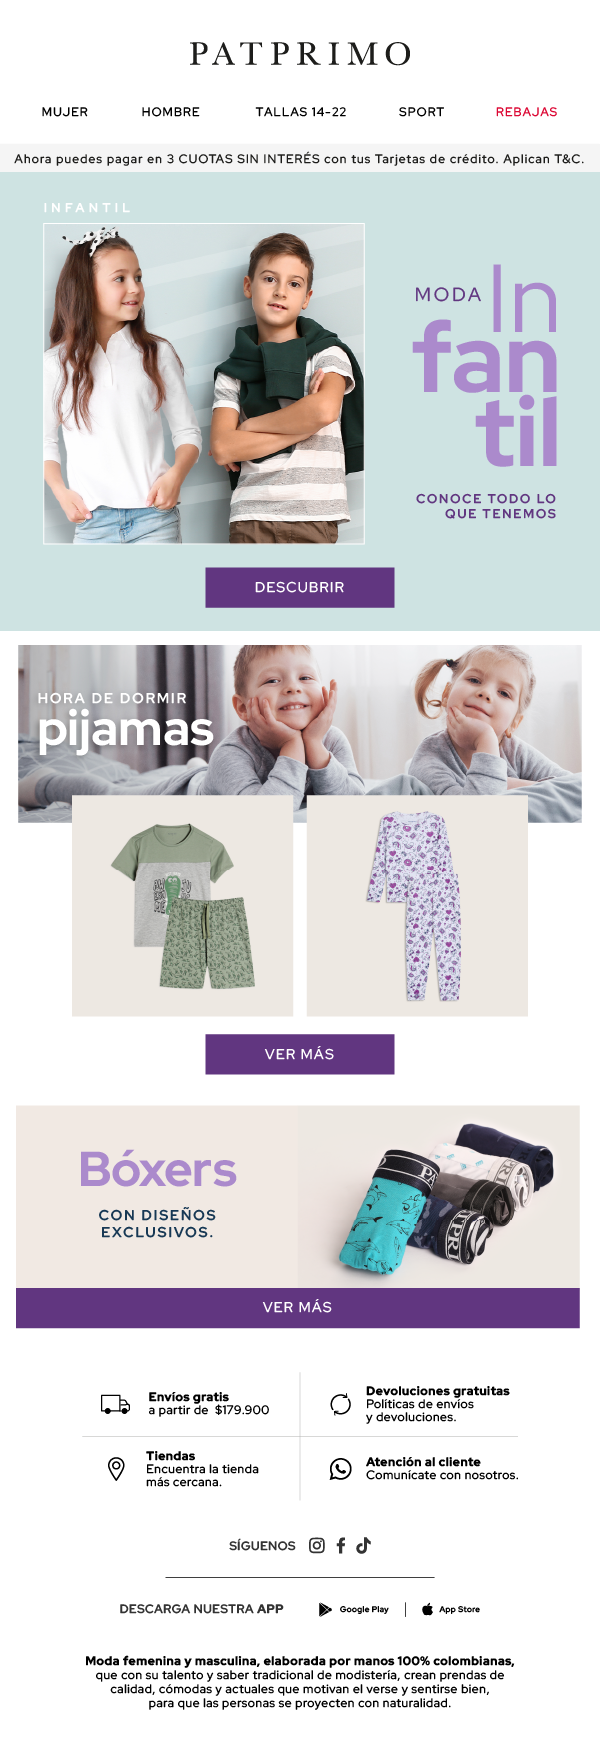 PATPRIMO
MUJER HOMBRE TALLAS 14-22 SPORT REBAJAS
Ahora puedes pagar en 3 CUOTAS SIN INTERÉS con tus Tarjetas de crédito. Aplican T&C.
INFANTIL
MODA In
fan
til
CONOCE TODO LO
QUE TENEMOS
DESCUBRIR
HORA DE DORMIR
pijamas
VER MÁS
Bóxers
CON DISEÑOS
EXCLUSIVOS.
VER MÁS
Envíos gratis
a partir de $179.900
Devoluciones gratuitas
Políticas de envíos
y devoluciones.
Tiendas
Encuentra la tienda
más cercana.
Atención al cliente
Comunícate con nosotros.
SÍGUENOS
DESCARGA NUESTRA APP Google Play | App Store
Moda femenina y masculina, elaborada por manos 100% colombianas,
que con su talento y saber tradicional de modistería, crean prendas de
calidad, cómodas y actuales que motivan el verse y sentirse bien,
para que las personas se proyecten con naturalidad.